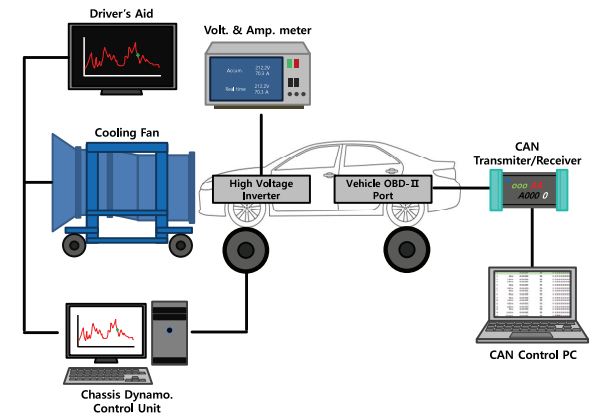 Driver's Aid
Volt. & Amp. meter
Accum.
212.2V
70.3 A
Real time
212.2V
70.3 A
Cooling Fan
CAN
Transmiter/Receiver
High Voltage
Inverter
Vehicle OBD-II
Port
A000 0
CAN Control PC
Chassis Dynamo.
Control Unit